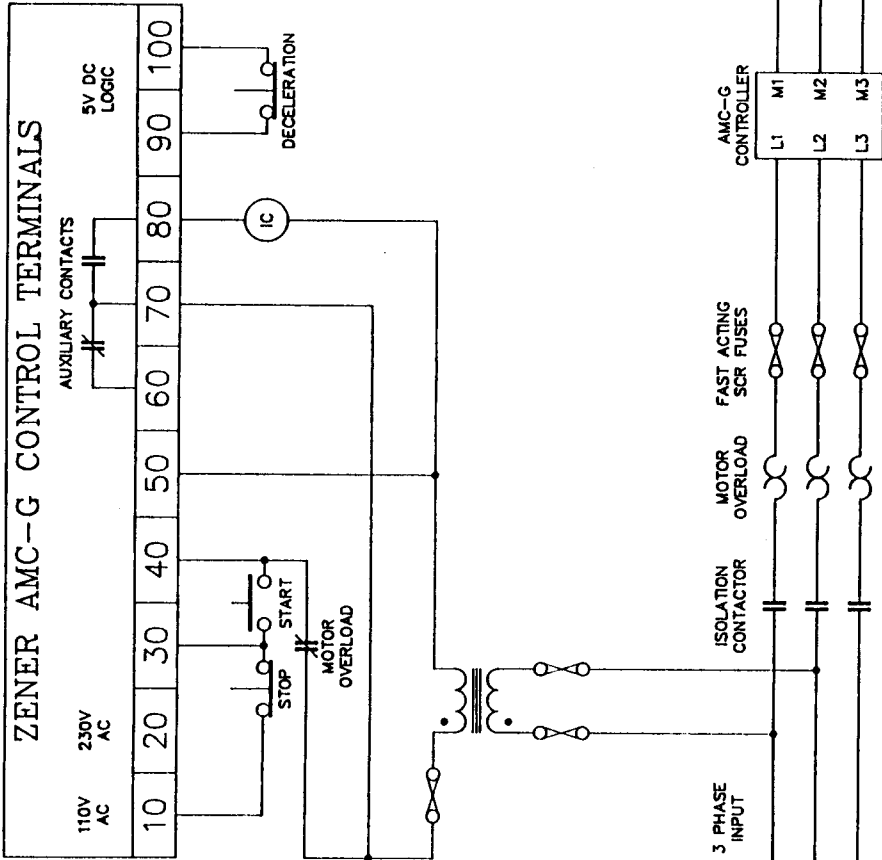 ZENER AMC-G CONTROL TERMINALS
110V
AC
230V
AC
AUXILIARY CONTACTS
5V DC
LOGIC
10 20 30 40 50 60 70 80 90 100
STOP
START
MOTOR
OVERLOAD
IC
DECELERATION
3 PHASE
INPUT
ISOLATION
CONTACTOR
MOTOR
OVERLOAD
FAST ACTING
SCR FUSES
AMC-G
CONTROLLER
L1 M1
L2 M2
L3 M3